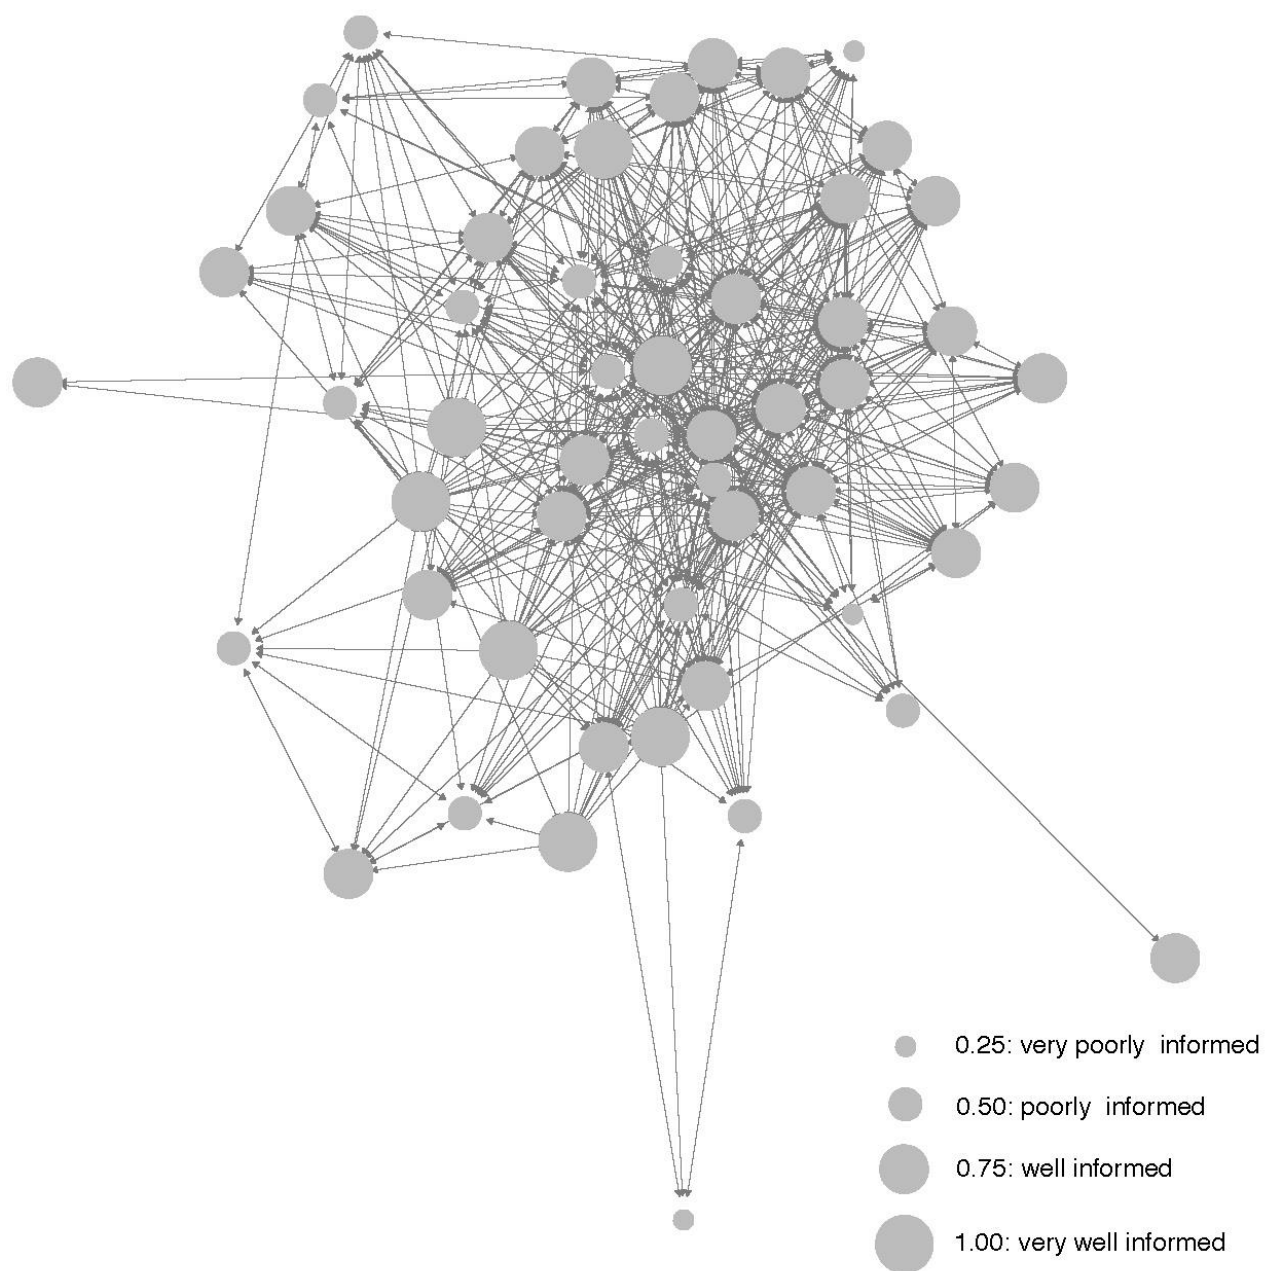 0.25: very poorly  informed
0.50: poorly  informed
0.75: well informed
1.00: very well informed